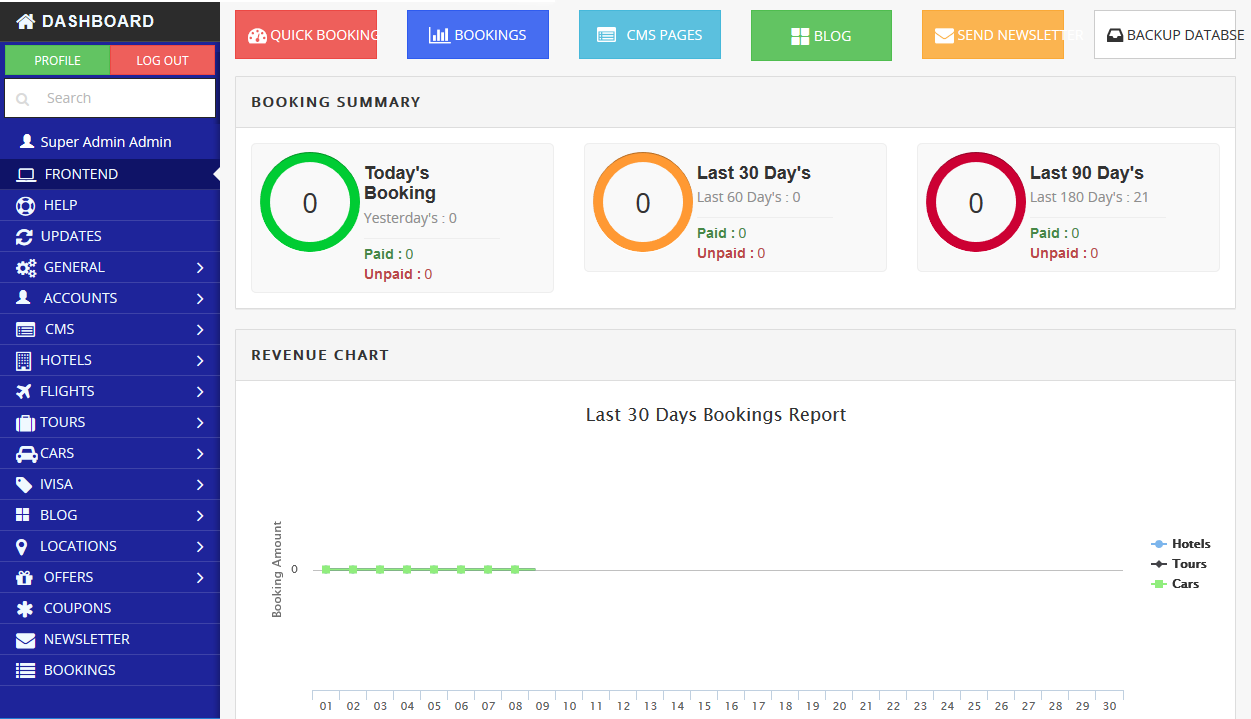 DASHBOARD
PROFILE
LOG OUT
Search
Super Admin Admin
FRONTEND
HELP
UPDATES
GENERAL
ACCOUNTS
CMS
HOTELS
FLIGHTS
TOURS
CARS
IVISA
BLOG
LOCATIONS
OFFERS
COUPONS
NEWSLETTER
BOOKINGS
QUICK BOOKING
BOOKINGS
CMS PAGES
BLOG
SEND NEWSLETTER
BACKUP DATABSE
BOOKING SUMMARY
0
Today's
Booking
Yesterday's : 0
Paid : 0
Unpaid : 0
0
Last 30 Day's
Last 60 Day's : 0
Paid : 0
Unpaid : 0
0
Last 90 Day's
Last 180 Day's : 21
Paid : 0
Unpaid : 0
REVENUE CHART
Last 30 Days Bookings Report
Booking Amount
0
Hotels
Tours
Cars
01 02 03 04 05 06 07 08 09 10 11 12 13 14 15 16 17 18 19 20 21 22 23 24 25 26 27 28 29 30